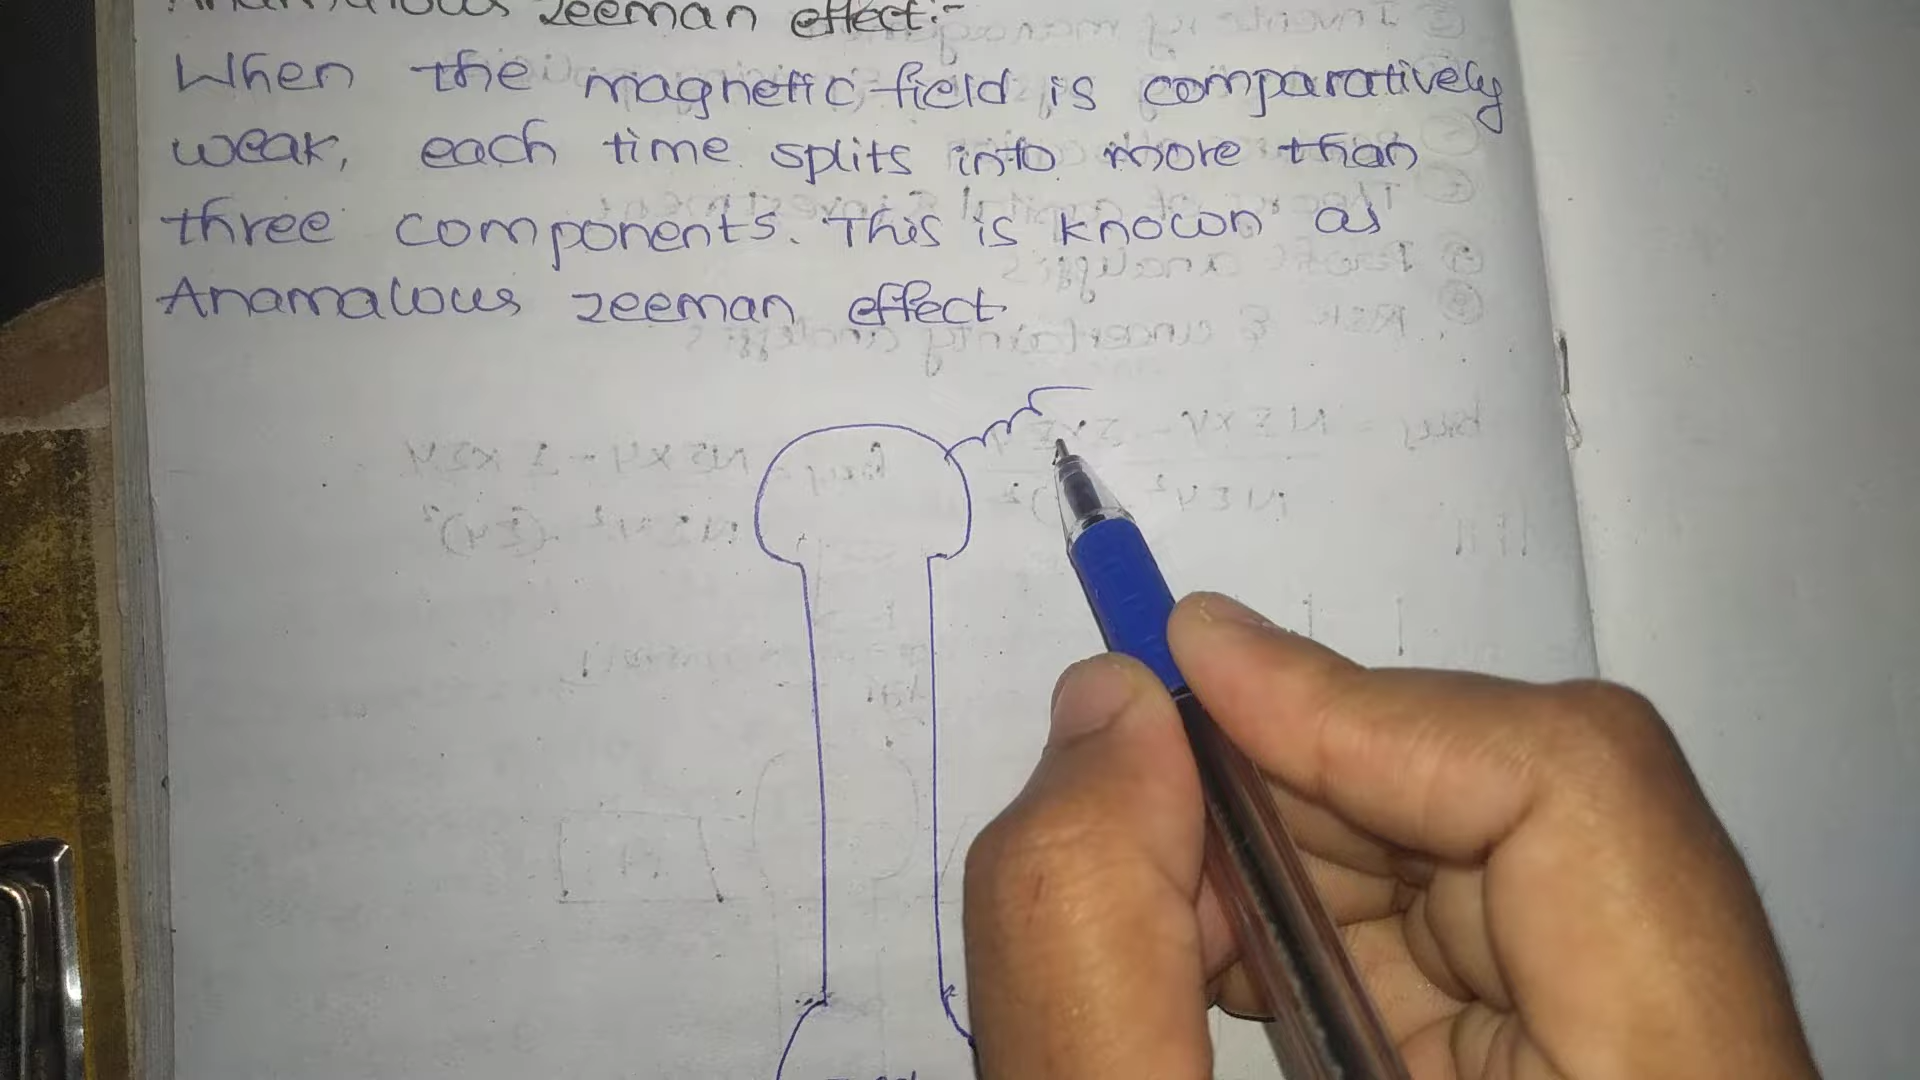 Anamalous zeeman effect:-
When the magnetic field is comparatively
weak, each time splits into more than
three components. This is known as
Anamalous zeeman effect